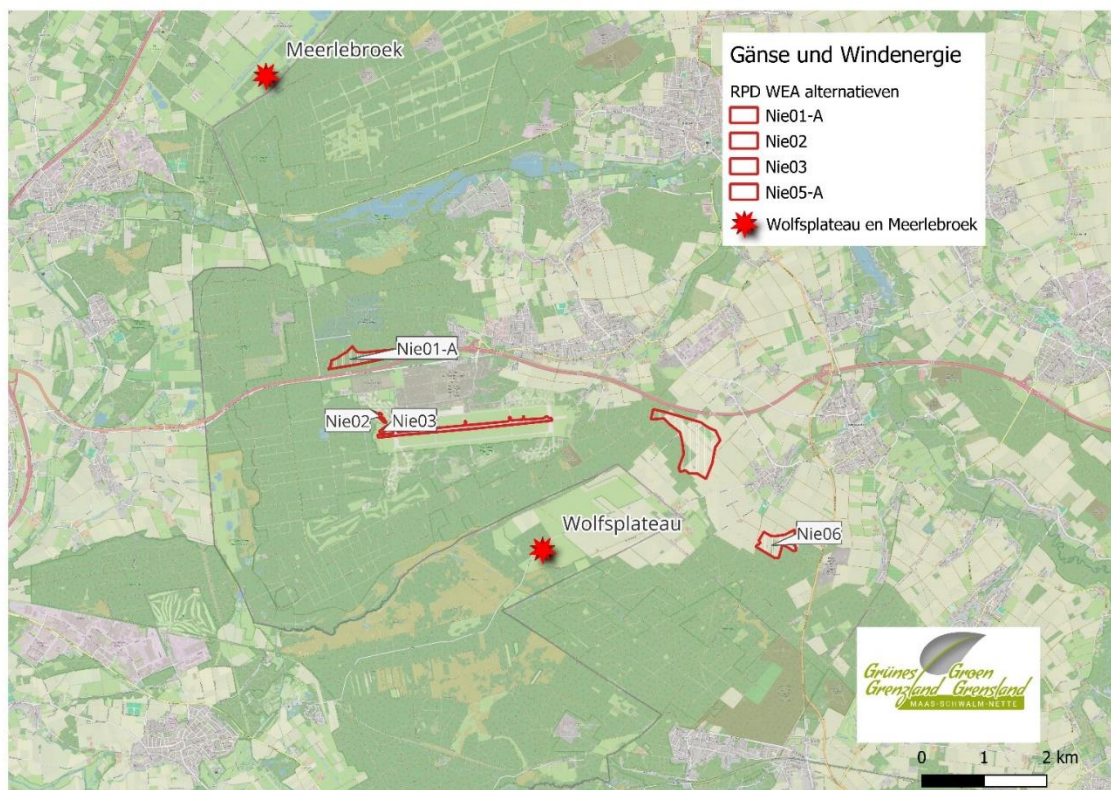 Meerlebroek
Gänse und Windenergie
RPD WEA alternatieven
Nie01-A
Nie02
Nie03
Nie05-A
Wolfsplateau en Meerlebroek
Nie01-A
Nie02
Nie03
Wolfsplateau
Nie06
Grünes Groen
Grenzland Grensland
MAAS-SCHWALM-NETTE
0 1 2 km